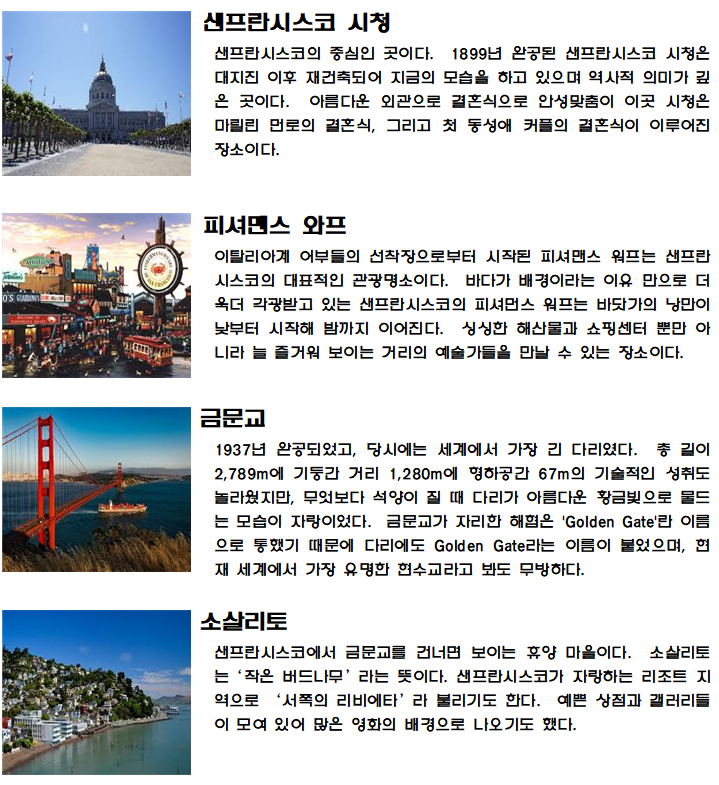 샌프란시스코 시청
샌프란시스코의 중심인 곳이다. 1899년 완공된 샌프란시스코 시청은
대지진 이후 재건축되어 지금의 모습을 하고 있으며 역사적 의미가 깊
은 곳이다. 아름다운 외관으로 결혼식으로 안성맞춤이 이곳 시청은
마릴린 먼로의 결혼식, 그리고 첫 동성애 커플의 결혼식이 이루어진
장소이다.
피셔맨스 와프
이탈리아계 어부들의 선착장으로부터 시작된 피셔맨스 워프는 샌프란
시스코의 대표적인 관광명소이다. 바다가 배경이라는 이유 만으로 더
욱더 각광받고 있는 샌프란시스코의 피셔먼스 워프는 바닷가의 낭만이
낮부터 시작해 밤까지 이어진다. 싱싱한 해산물과 쇼핑센터 뿐만 아
니라 늘 즐거워 보이는 거리의 예술가들을 만날 수 있는 장소이다.
금문교
1937년 완공되었고, 당시에는 세계에서 가장 긴 다리였다. 총 길이
2,789m에 기둥간 거리 1,280m에 형하공간 67m의 기술적인 성취도
놀라웠지만, 무엇보다 석양이 질 때 다리가 아름다운 황금빛으로 물드
는 모습이 자랑이었다. 금문교가 자리한 해협은 'Golden Gate'란 이름
으로 통했기 때문에 다리에도 Golden Gate라는 이름이 붙었으며, 현
재 세계에서 가장 유명한 현수교라고 봐도 무방하다.
소살리토
샌프란시스코에서 금문교를 건너면 보이는 휴양 마을이다. 소살리토
는 ‘작은 버드나무’ 라는 뜻이다. 샌프란시스코가 자랑하는 리조트 지
역으로 ‘서쪽의 리비에타’ 라 불리기도 한다. 예쁜 상점과 갤러리들
이 모여 있어 많은 영화의 배경으로 나오기도 했다.